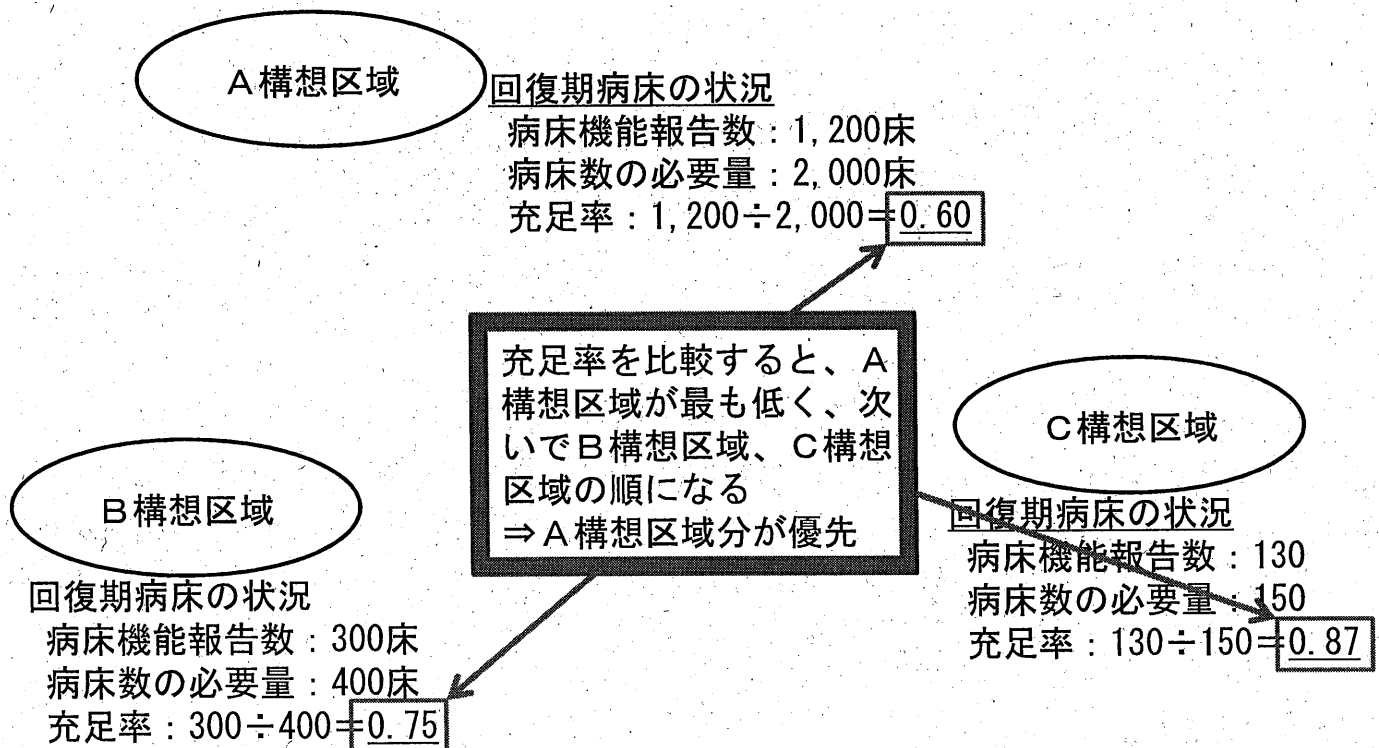 A構想区域
回復期病床の状況
病床機能報告数：1,200床
病床数の必要量：2,000床
充足率：1,200÷2,000=0.60
充足率を比較すると、A
構想区域が最も低く、次
いでB構想区域、C構想
区域の順になる
⇒A構想区域分が優先
B構想区域
回復期病床の状況
病床機能報告数：300床
病床数の必要量：400床
充足率：300÷400=0.75
C構想区域
回復期病床の状況
病床機能報告数：130
病床数の必要量：150
充足率：130÷150=0.87